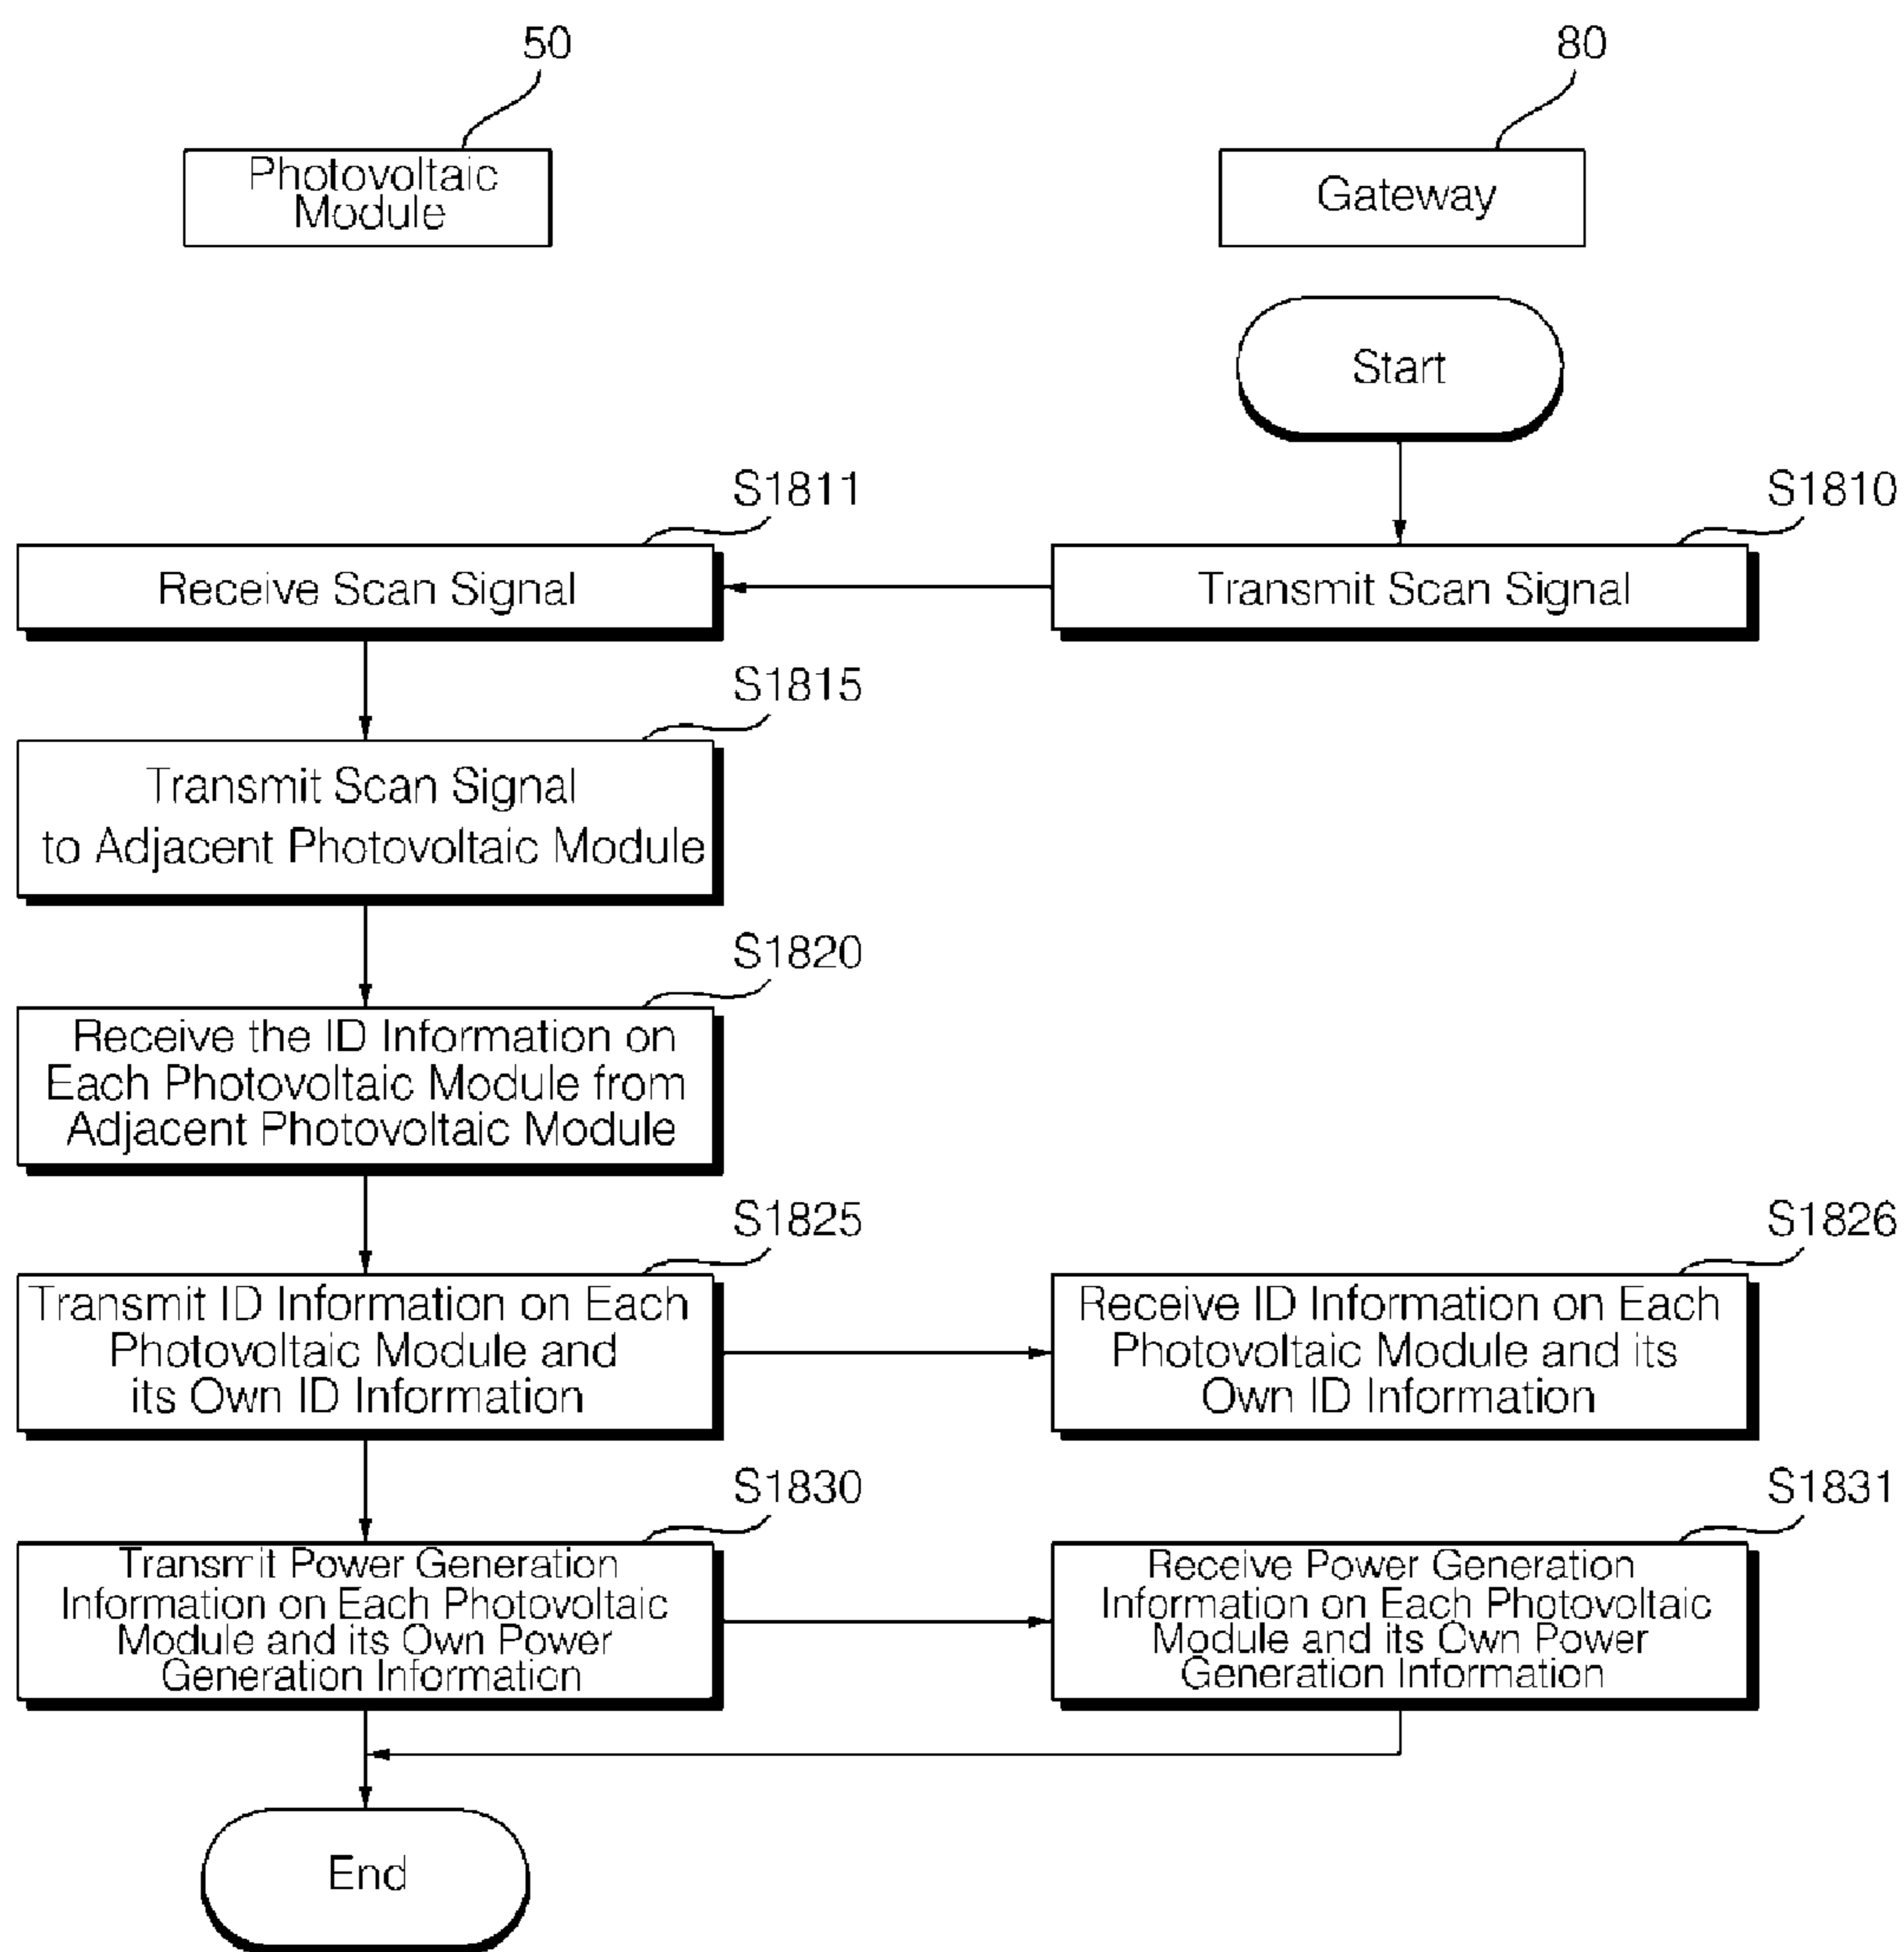 50
80
Photovoltaic
Module
Gateway
Start
S1811
S1810
Receive Scan Signal
Transmit Scan Signal
S1815
Transmit Scan Signal
to Adjacent Photovoltaic Module
S1820
Receive the ID Information on
Each Photovoltaic Module from
Adjacent Photovoltaic Module
S1825
S1826
Transmit ID Information on Each
Photovoltaic Module and
its Own ID Information
Receive ID Information on Each
Photovoltaic Module and its
Own ID Information
S1830
S1831
Transmit Power Generation
Information on Each Photovoltaic
Module and its Own Power
Generation Information
Receive Power Generation
Information on Each Photovoltaic
Module and its Own Power
Generation Information
End